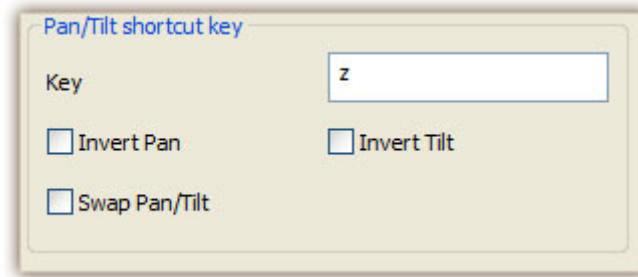 Pan/Tilt shortcut key
Key z
Invert Pan Invert Tilt
Swap Pan/Tilt